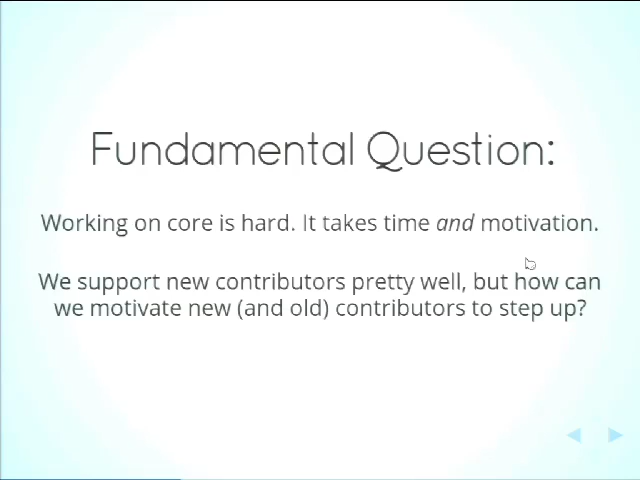 Fundamental Question:
Working on core is hard. It takes time and motivation.
We support new contributors pretty well, but how can
we motivate new (and old) contributors to step up?